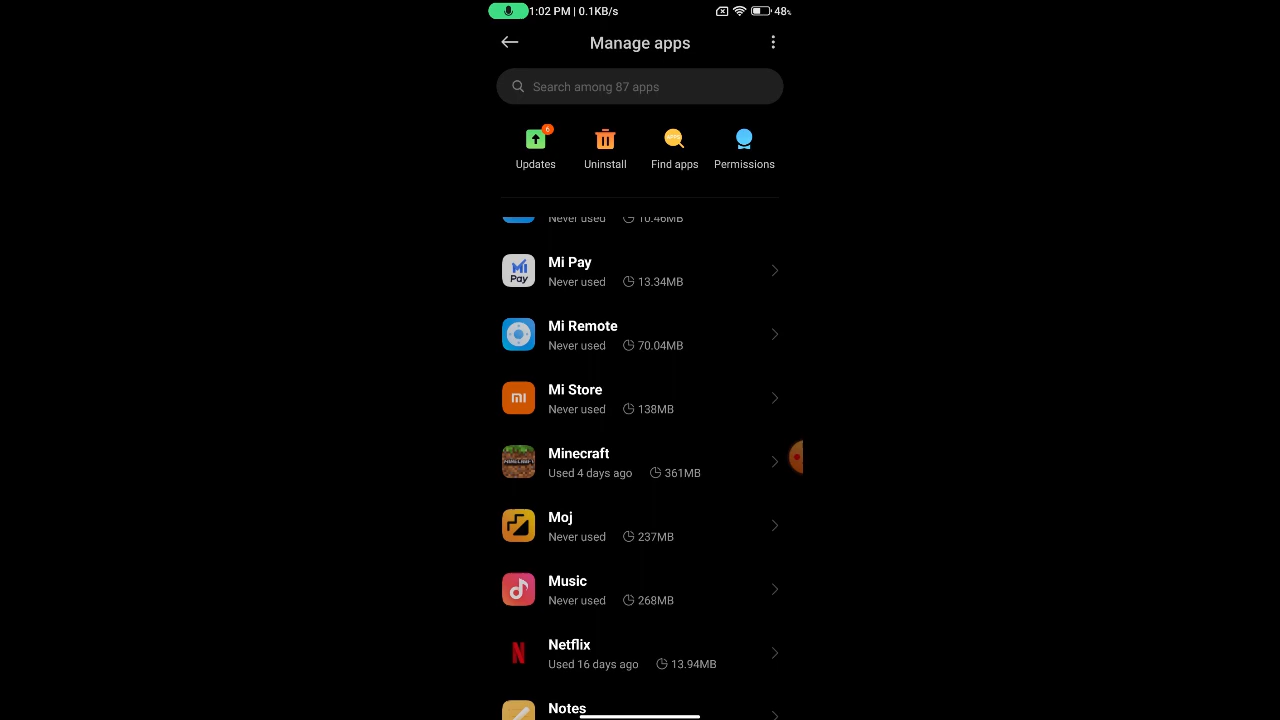 1:02 PM | 0.1KB/s 48%
Manage apps
Search among 87 apps
6
Updates Uninstall Find apps Permissions
Never used 10.46MB
Mi Pay
Never used 13.34MB
Mi Remote
Never used 70.04MB
Mi Store
Never used 138MB
Minecraft
Used 4 days ago 361MB
Moj
Never used 237MB
Music
Never used 268MB
Netflix
Used 16 days ago 13.94MB
Notes